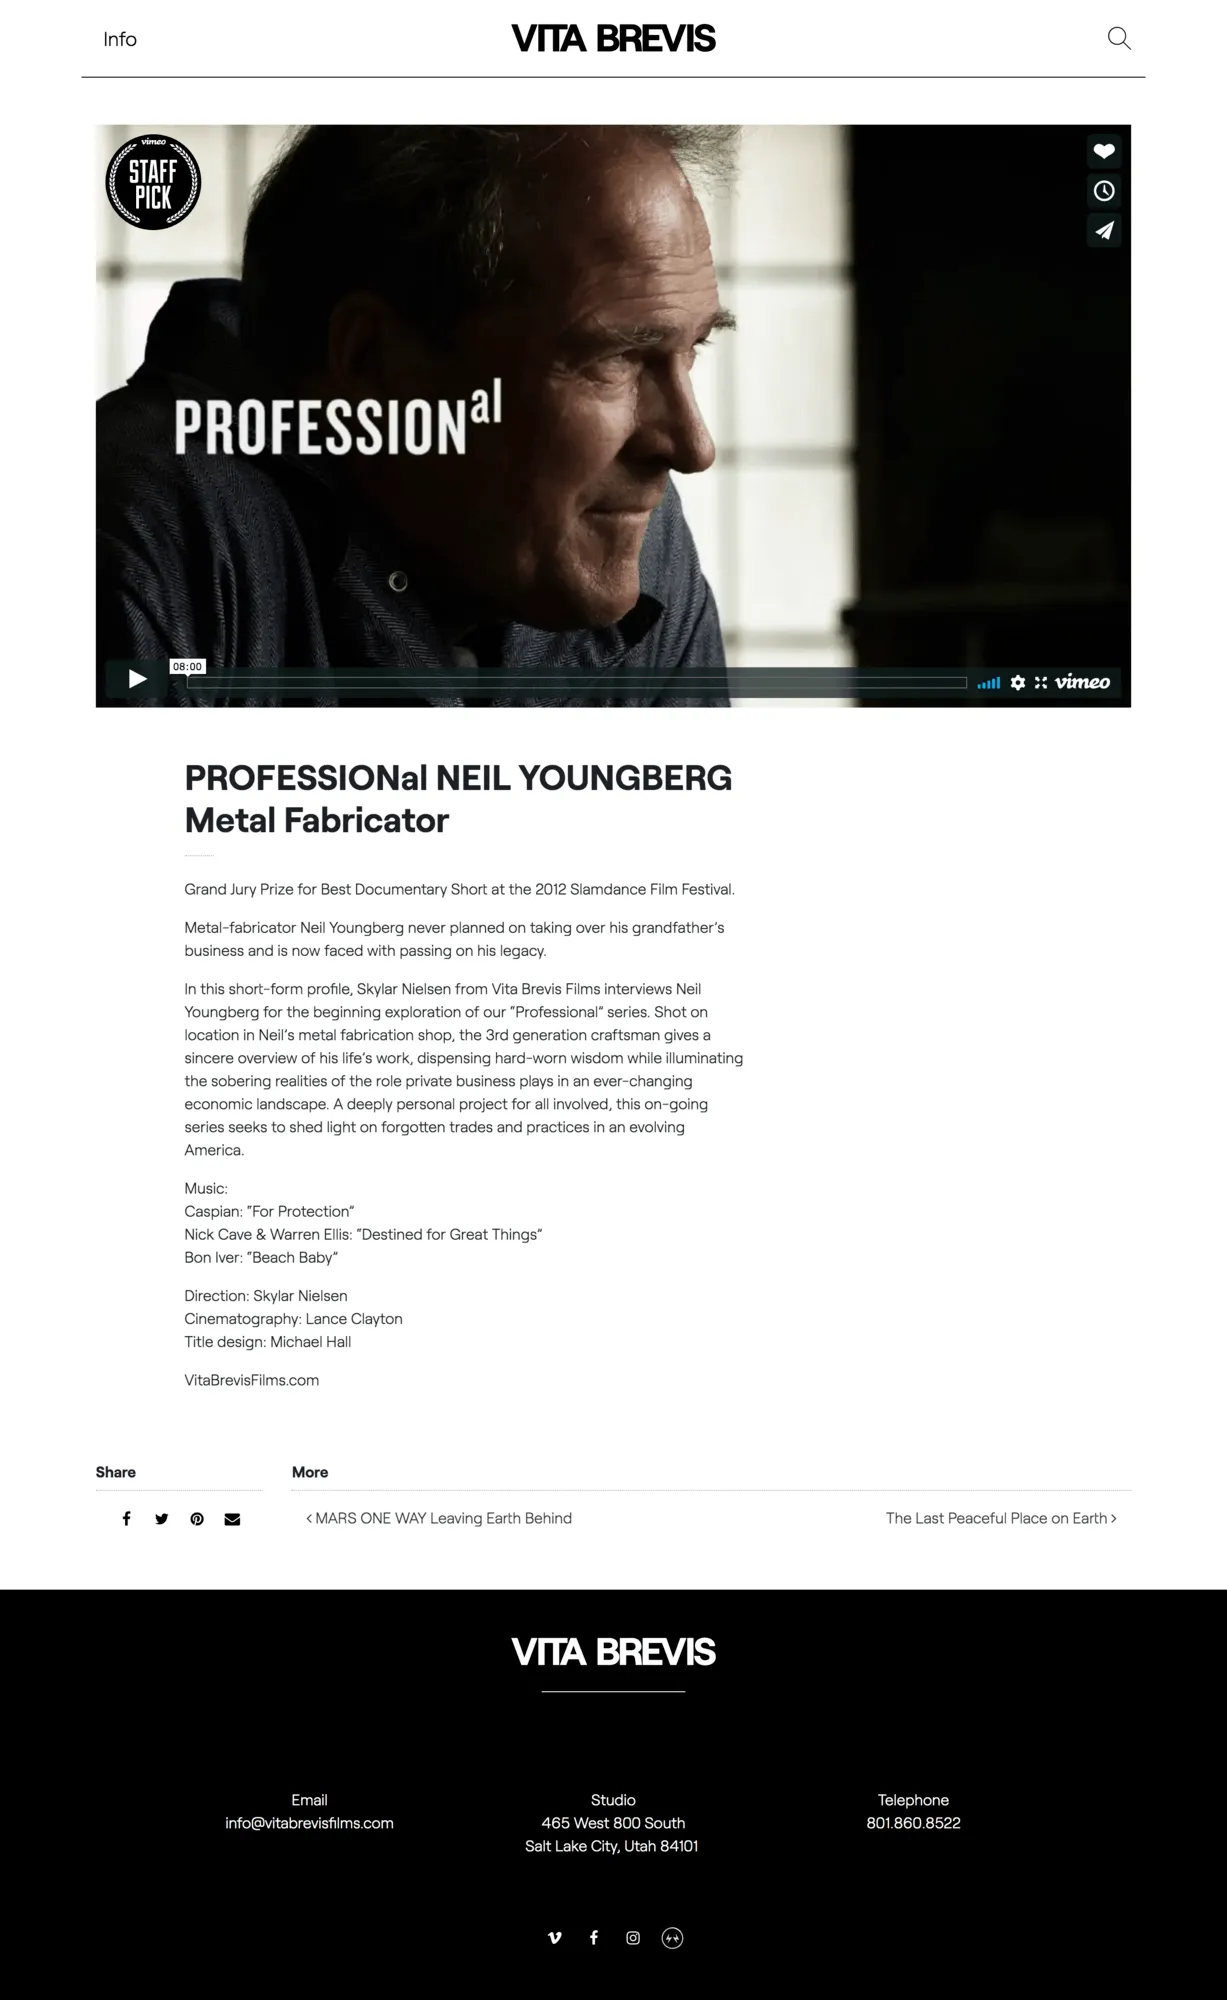 Info
VITA BREVIS
vimeo
STAFF
PICK
PROFESSIONal
08:00
vimeo
PROFESSIONal NEIL YOUNGBERG
Metal Fabricator
Grand Jury Prize for Best Documentary Short at the 2012 Slamdance Film Festival.
Metal-fabricator Neil Youngberg never planned on taking over his grandfather’s
business and is now faced with passing on his legacy.
In this short-form profile, Skylar Nielsen from Vita Brevis Films interviews Neil
Youngberg for the beginning exploration of our “Professional” series. Shot on
location in Neil’s metal fabrication shop, the 3rd generation craftsman gives a
sincere overview of his life’s work, dispensing hard-worn wisdom while illuminating
the sobering realities of the role private business plays in an ever-changing
economic landscape. A deeply personal project for all involved, this on-going
series seeks to shed light on forgotten trades and practices in an evolving
America.
Music:
Caspian: “For Protection”
Nick Cave & Warren Ellis: “Destined for Great Things”
Bon Iver: “Beach Baby”
Direction: Skylar Nielsen
Cinematography: Lance Clayton
Title design: Michael Hall
VitaBrevisFilms.com
Share
More
‹ MARS ONE WAY Leaving Earth Behind
The Last Peaceful Place on Earth ›
VITA BREVIS
Email
info@vitabrevisfilms.com
Studio
465 West 800 South
Salt Lake City, Utah 84101
Telephone
801.860.8522